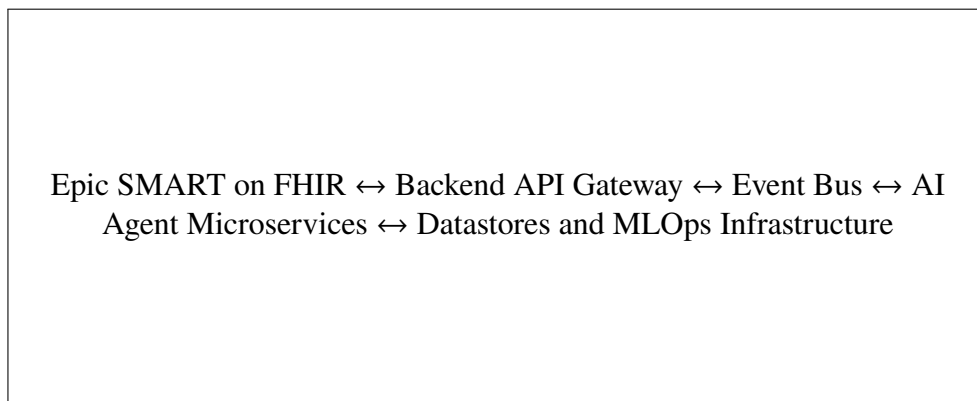 Epic SMART on FHIR ↔ Backend API Gateway ↔ Event Bus ↔ AI
Agent Microservices ↔ Datastores and MLOps Infrastructure